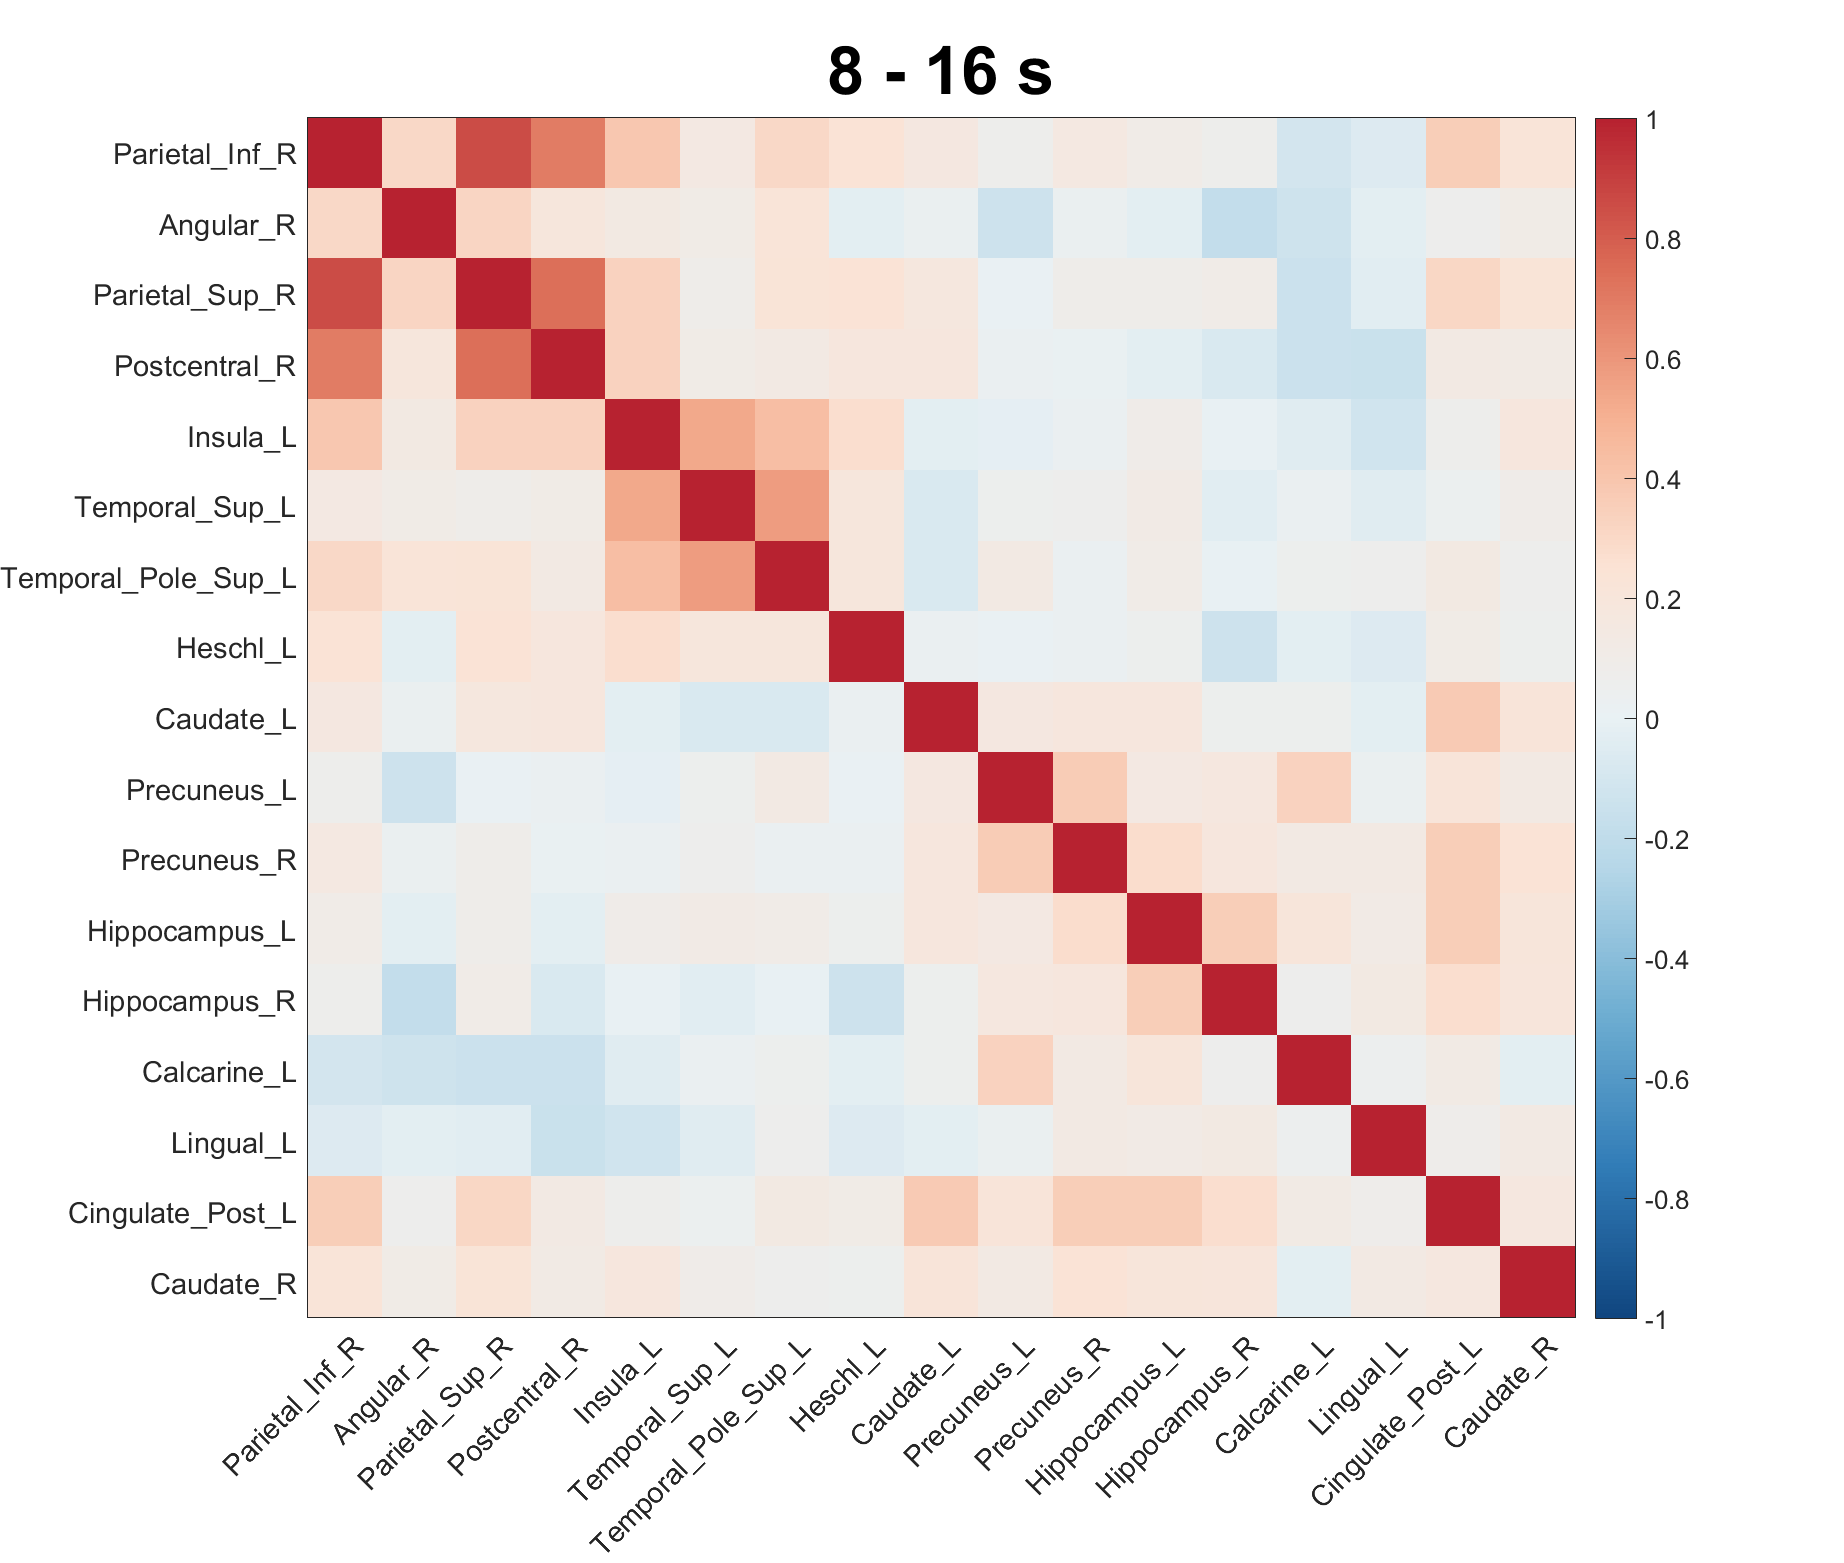 8 - 16 s
Parietal_Inf_R
Angular_R
Parietal_Sup_R
Postcentral_R
Insula_L
Temporal_Sup_L
Temporal_Pole_Sup_L
Heschl_L
Caudate_L
Precuneus_L
Precuneus_R
Hippocampus_L
Hippocampus_R
Calcarine_L
Lingual_L
Cingulate_Post_L
Caudate_R
Parietal_Inf_R
Angular_R
Parietal_Sup_R
Postcentral_R
Insula_L
Temporal_Sup_L
Temporal_Pole_Sup_L
Heschl_L
Caudate_L
Precuneus_L
Precuneus_R
Hippocampus_L
Hippocampus_R
Calcarine_L
Lingual_L
Cingulate_Post_L
Caudate_R
1
0.8
0.6
0.4
0.2
0
-0.2
-0.4
-0.6
-0.8
-1